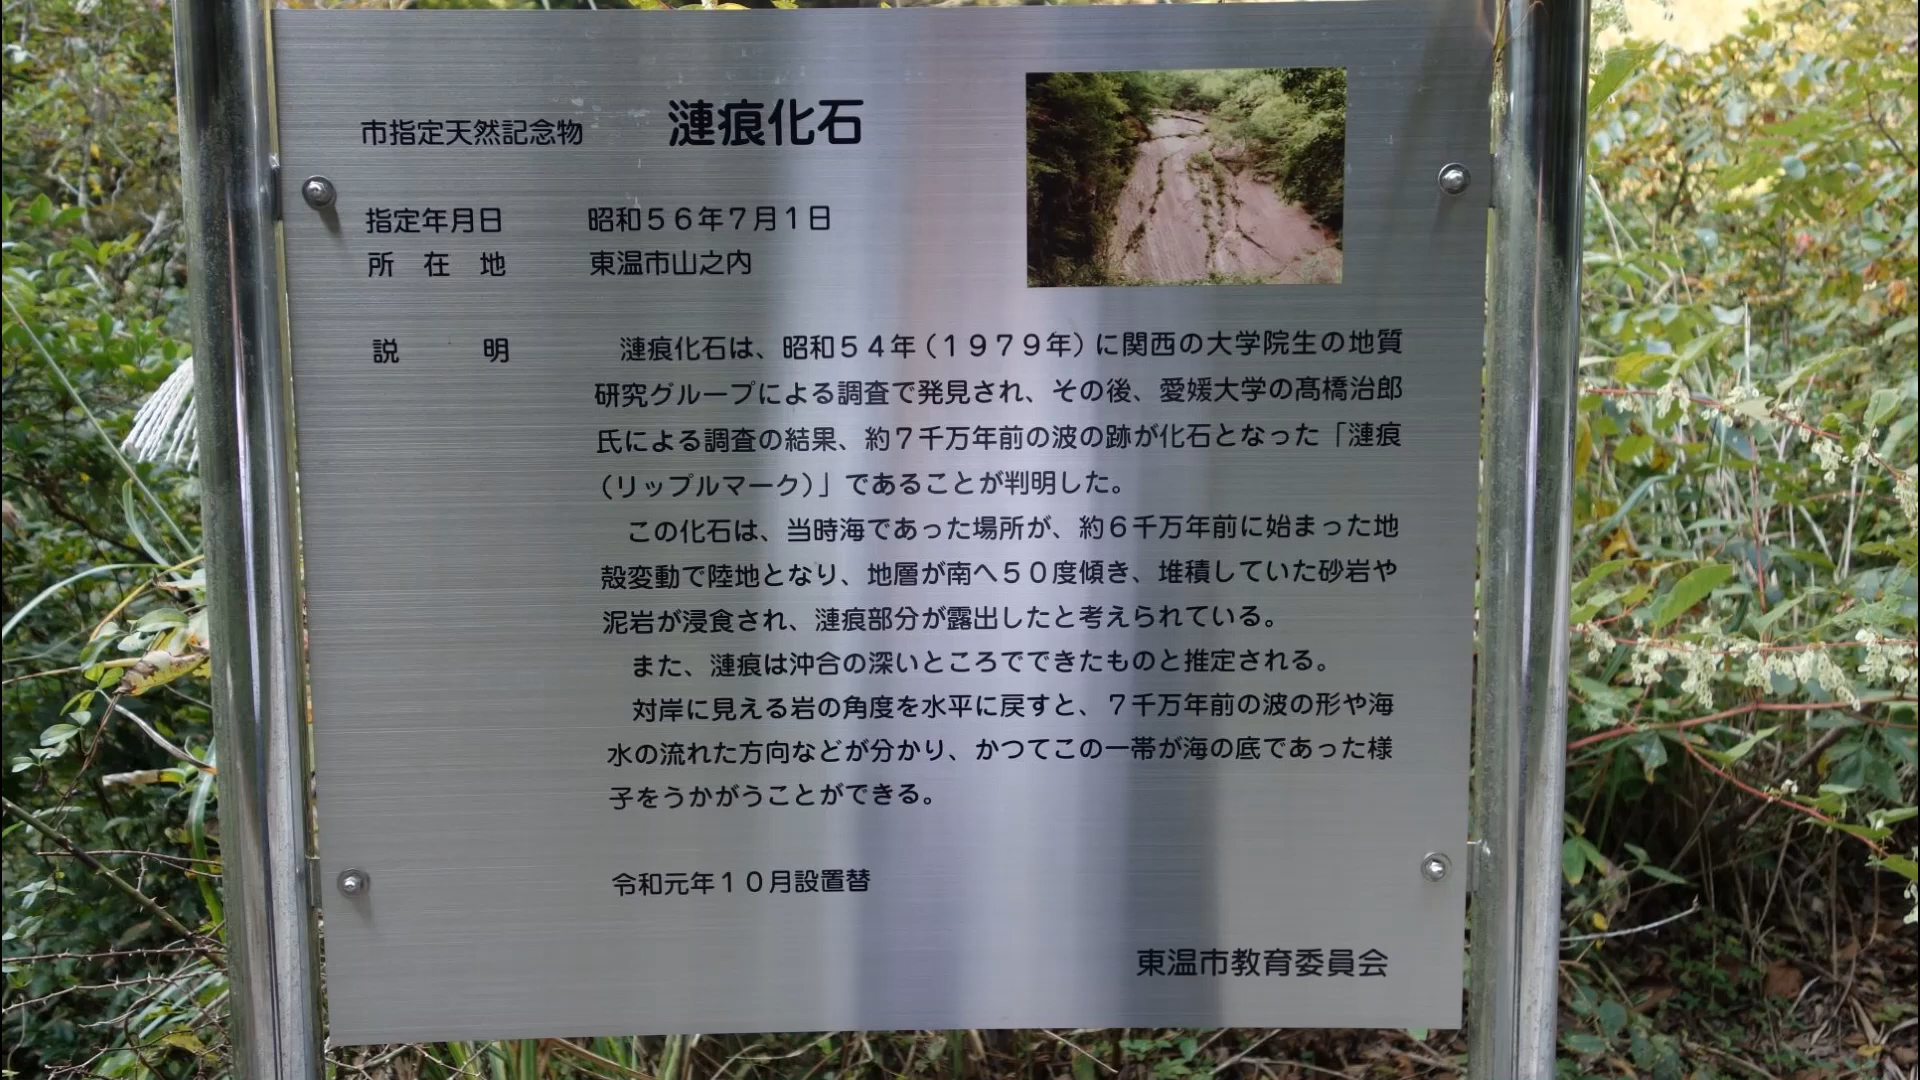 市指定天然記念物 漣痕化石
指定年月日 昭和56年7月1日
所在地 東温市山之内
説明 漣痕化石は、昭和54年(1979年)に関西の大学院生の地質
研究グループによる調査で発見され、その後、愛媛大学の髙橋治郎
氏による調査の結果、約7千万年前の波の跡が化石となった「漣痕
(リップルマーク)」であることが判明した。
この化石は、当時海であった場所が、約6千万年前に始まった地
殻変動で陸地となり、地層が南へ50度傾き、堆積していた砂岩や
泥岩が浸食され、漣痕部分が露出したと考えられている。
また、漣痕は沖合の深いところでできたものと推定される。
対岸に見える岩の角度を水平に戻すと、7千万年前の波の形や海
水の流れた方向などが分かり、かつてこの一帯が海の底であった様
子をうかがうことができる。
令和元年10月設置替
東温市教育委員会